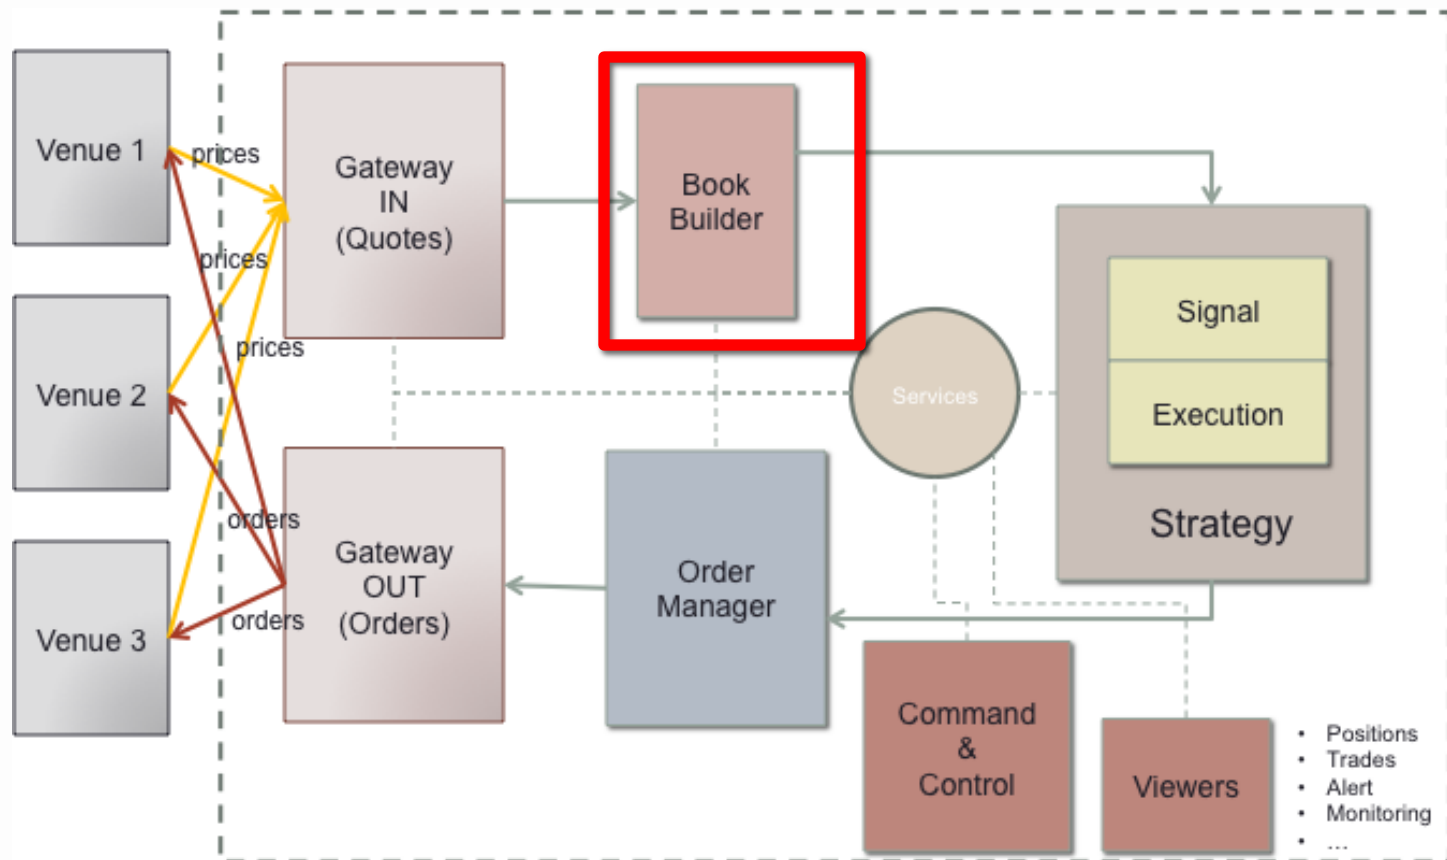 Venue 1
prices
Gateway
IN
(Quotes)
Book
Builder
prices
prices
Signal
Venue 2
Services
Execution
Strategy
orders
Gateway
OUT
(Orders)
Order
Manager
orders
Venue 3
Command
&
Control
Viewers
• Positions
• Trades
• Alert
• Monitoring
• ...